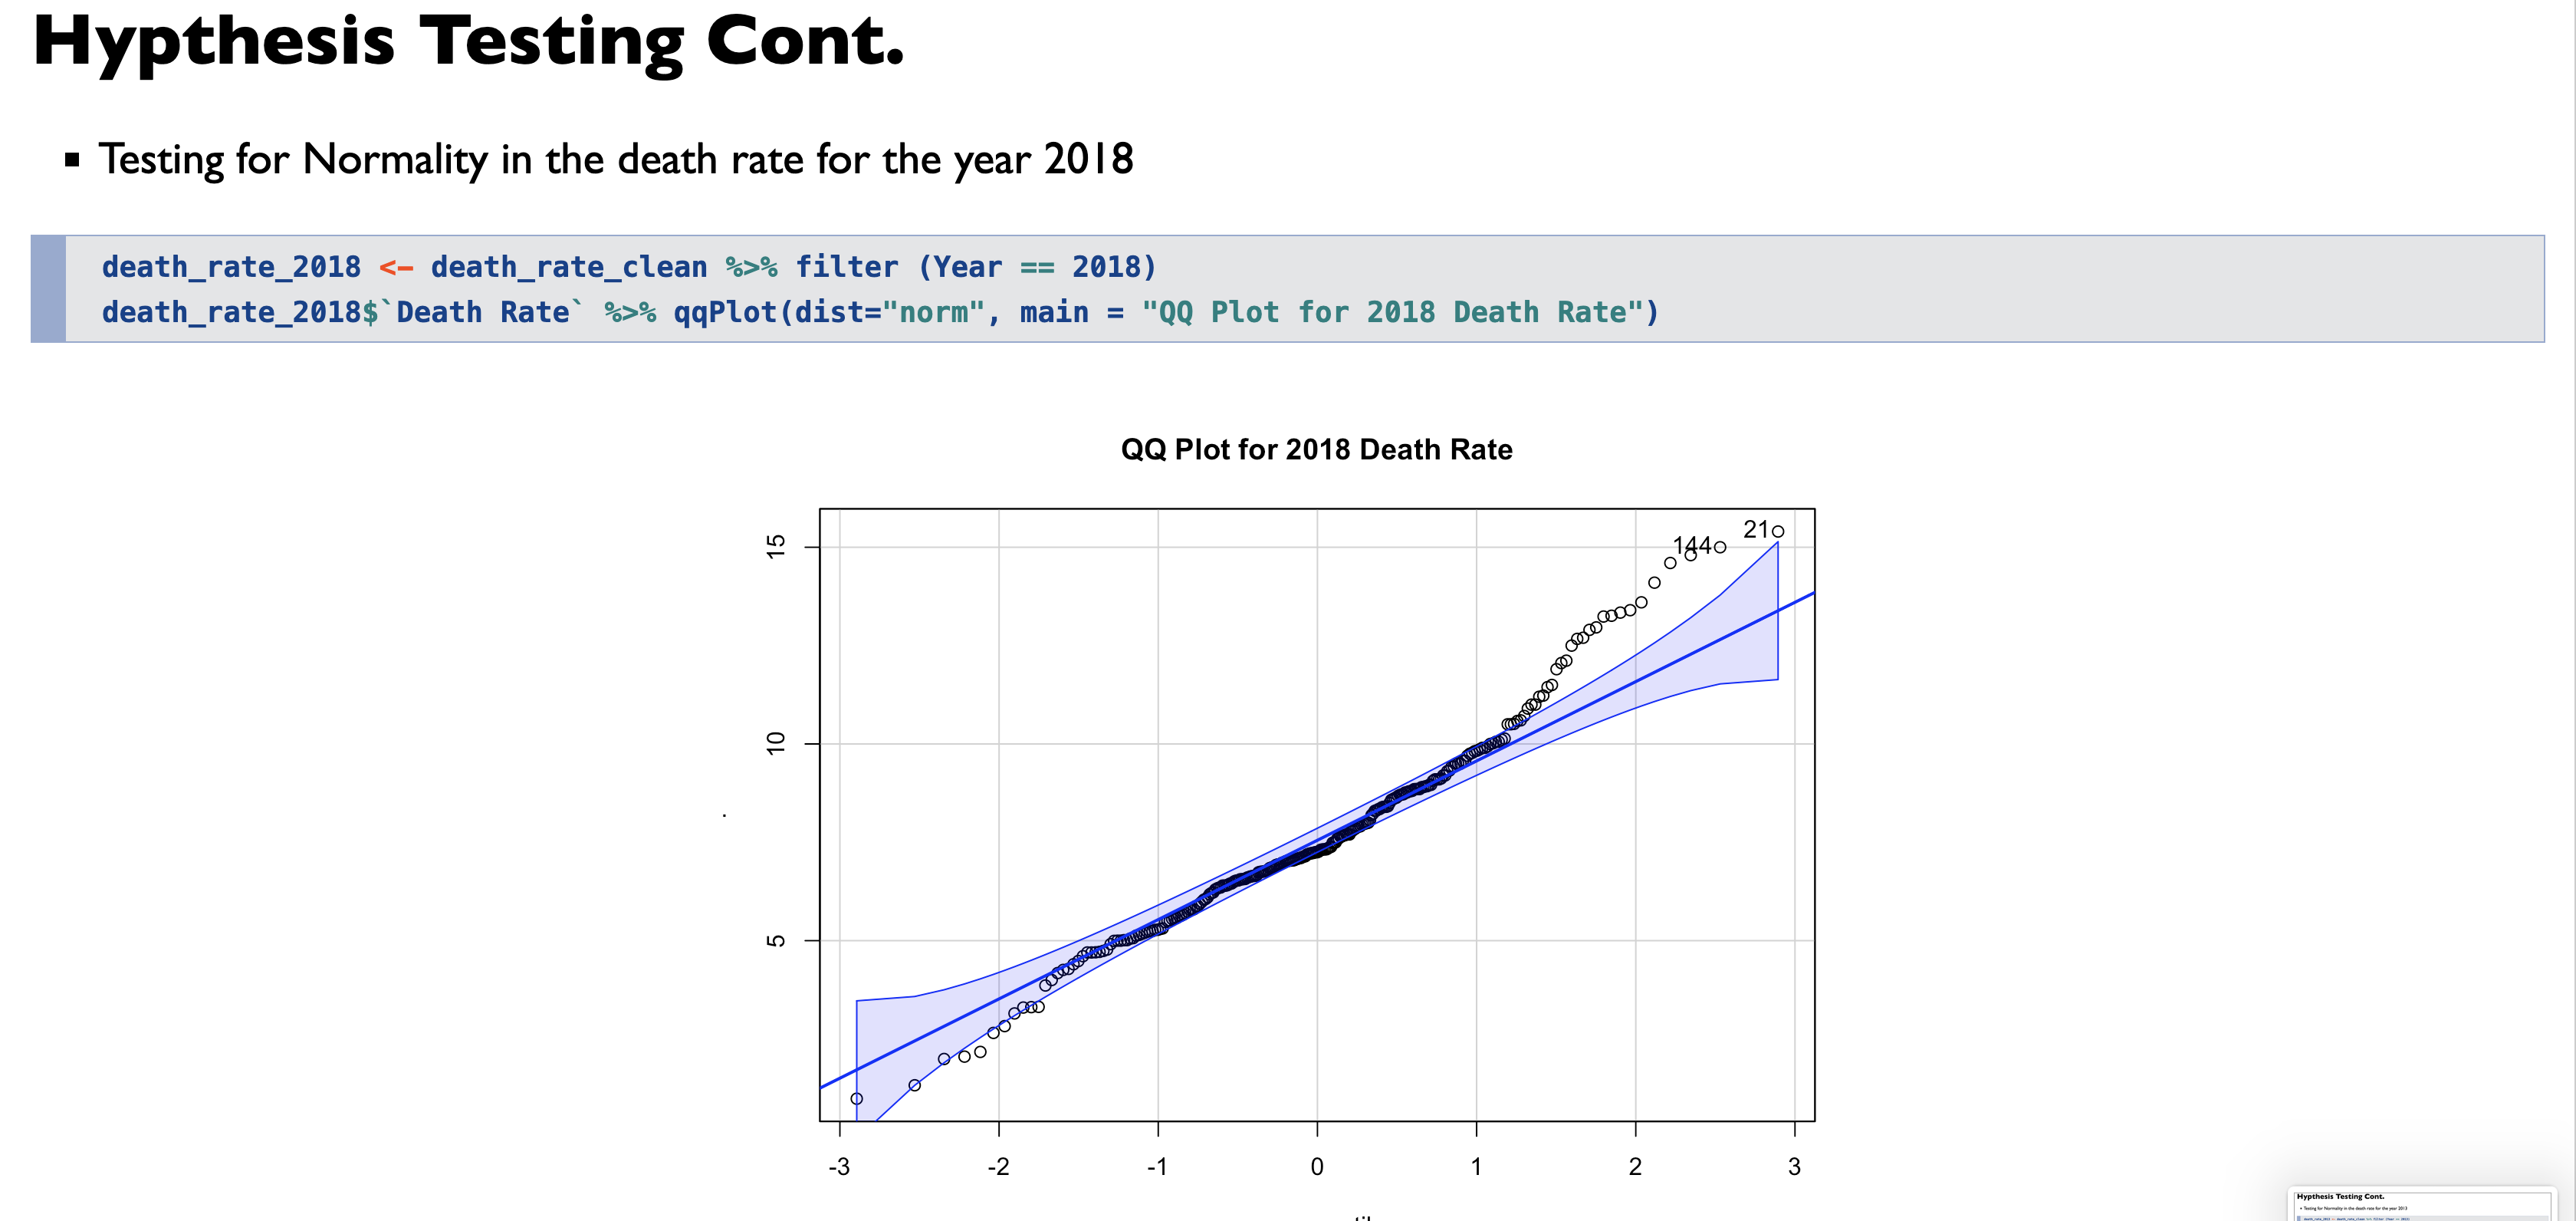 Hypthesis Testing Cont.
▪ Testing for Normality in the death rate for the year 2018
death_rate_2018 <- death_rate_clean %>% filter (Year == 2018)
death_rate_2018$`Death Rate` %>% qqPlot(dist="norm", main = "QQ Plot for 2018 Death Rate")
QQ Plot for 2018 Death Rate
21
144
15
10
5
.
-3 -2 -1 0 1 2 3
Hypthesis Testing Cont.
▪ Testing for Normality in the death rate for the year 2013